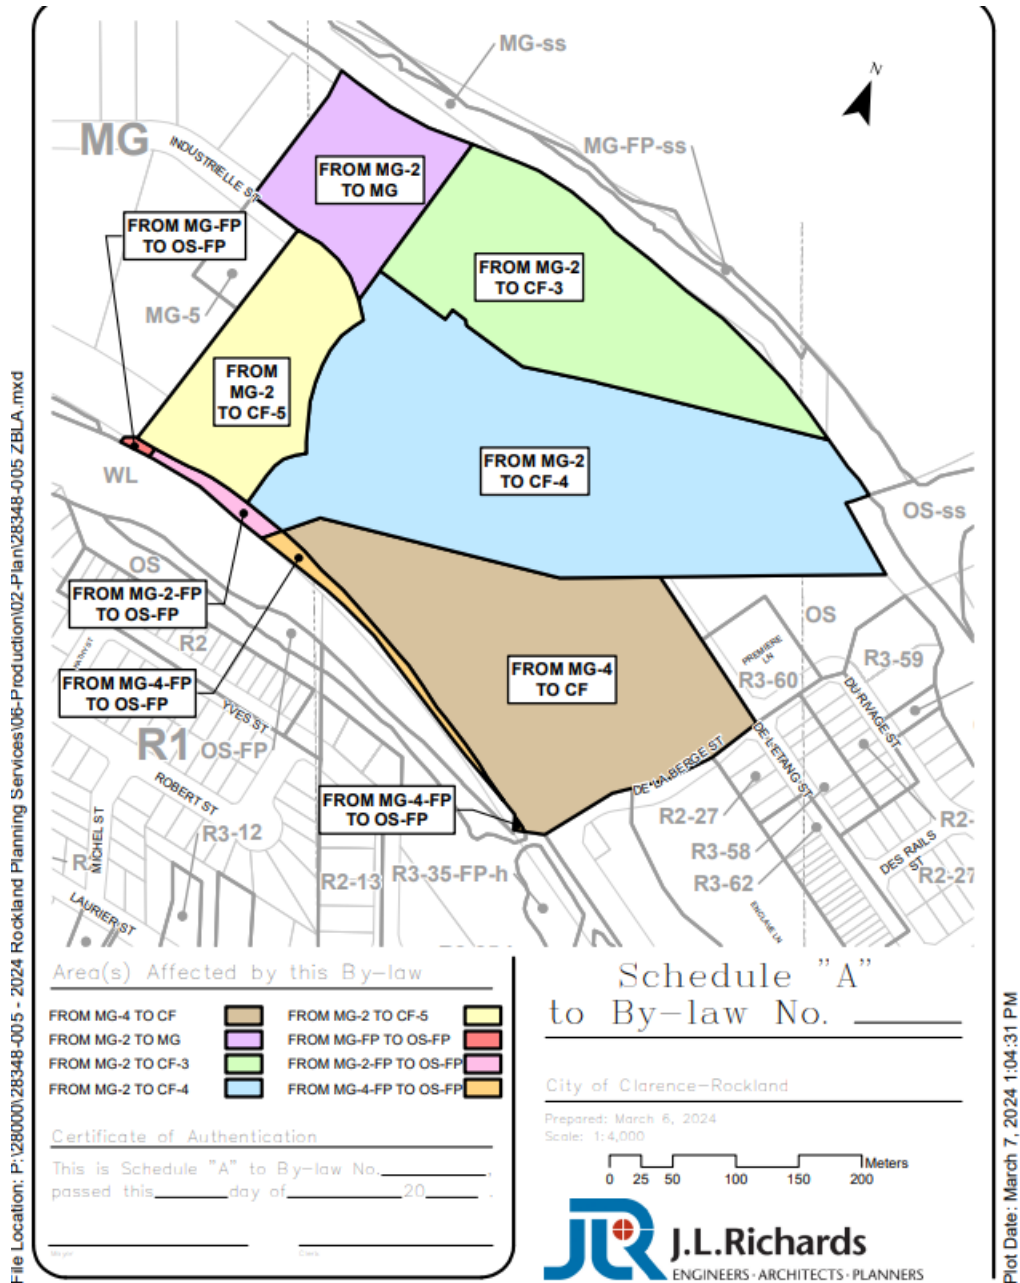 MG-ss
N
MG
INDUSTRIELLE ST
MG-FP-ss
FROM MG-2
TO MG
FROM MG-FP
TO OS-FP
FROM MG-2
TO CF-3
MG-5
FROM
MG-2
TO CF-5
FROM MG-2
TO CF-4
WL
OS-ss
OS
FROM MG-2-FP
TO OS-FP
OS
R2
PREMIERE
LN
R3-59
R3-60
FROM MG-4
TO CF
FROM MG-4-FP
TO OS-FP
DU RIVAGE ST
YVES ST
R1
OS-FP
DE L'ETANG ST
DE LA BERGE ST
ROBERT ST
FROM MG-4-FP
TO OS-FP
R2-27
R2-
R3-12
MICHEL ST
R3-58
DES RAILS
ST
R2-13
R3-35-FP-h
R3-62
R2-27
LAURIER ST
ENCLAVE LN
Area(s) Affected by this By-law
FROM MG-4 TO CF
FROM MG-2 TO CF-5
FROM MG-2 TO MG
FROM MG-FP TO OS-FP
FROM MG-2 TO CF-3
FROM MG-2-FP TO OS-FP
FROM MG-2 TO CF-4
FROM MG-4-FP TO OS-FP
Certificate of Authentication
This is Schedule "A" to By-law No.________,
passed this______day of________20____ .
Mayor
Clerk
Schedule "A"
to By-law No. ______
City of Clarence-Rockland
Prepared: March 6, 2024
Scale: 1:4,000
Meters
0 25 50 100 150 200
JLR
J.L.Richards
ENGINEERS · ARCHITECTS · PLANNERS
File Location: P:\28000\28348-005 - 2024 Rockland Planning Services\06-Production\02-Plan\28348-005 ZBLA.mxd
Plot Date: March 7, 2024 1:04:31 PM